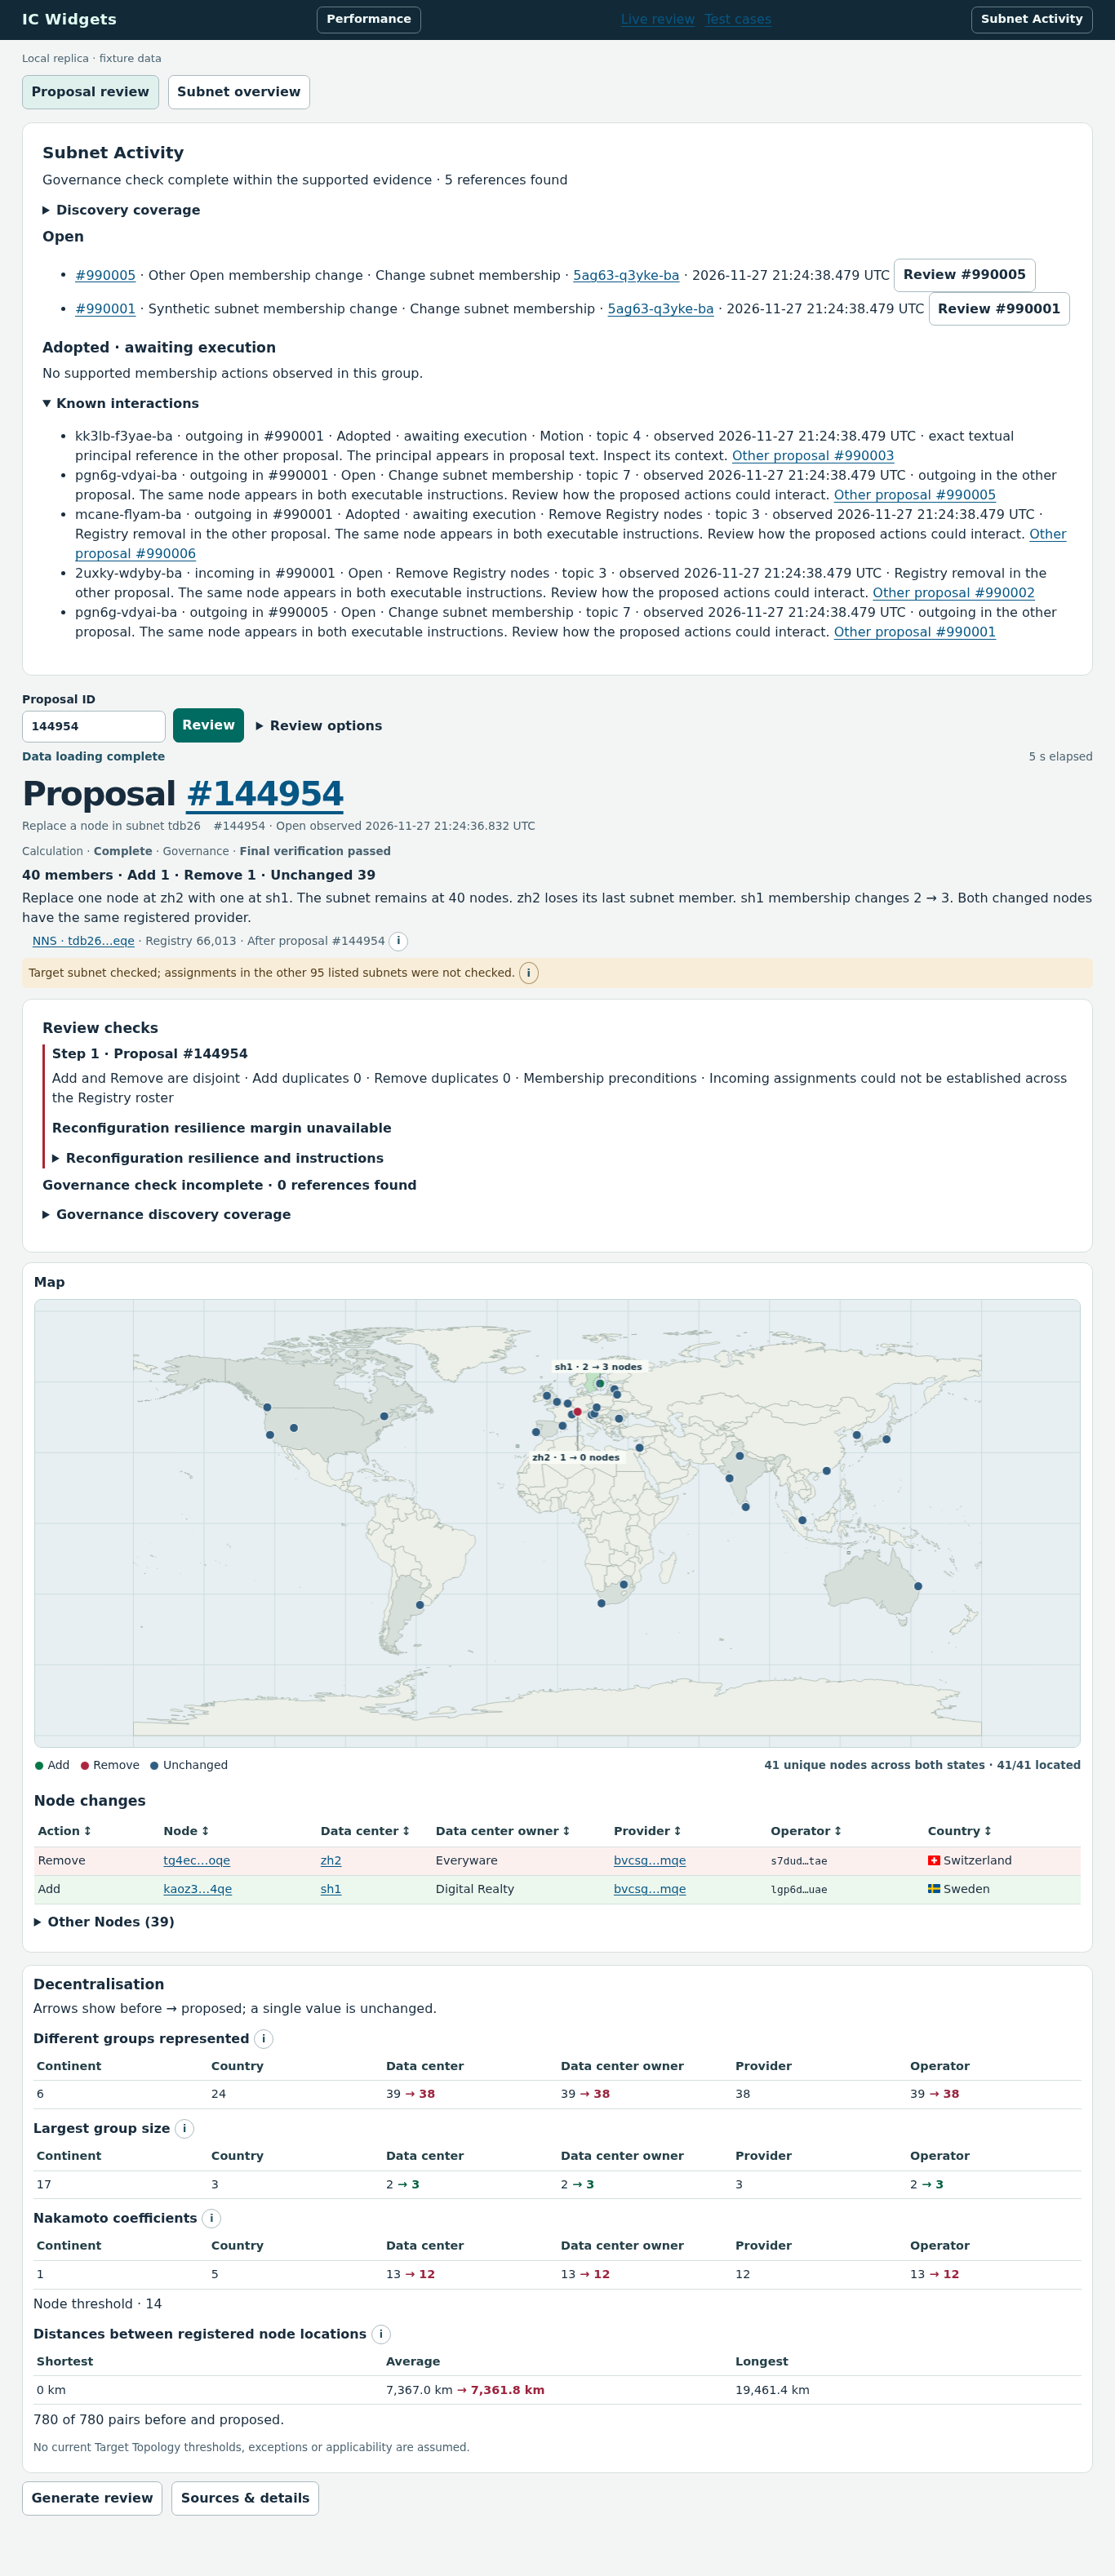 IC Widgets
Performance
Live review Test cases
Subnet Activity
Local replica · fixture data
Proposal review
Subnet overview
Subnet Activity
Governance check complete within the supported evidence · 5 references found
▶ Discovery coverage
Open
• #990005 · Other Open membership change · Change subnet membership · 5ag63-q3yke-ba · 2026-11-27 21:24:38.479 UTC Review #990005
• #990001 · Synthetic subnet membership change · Change subnet membership · 5ag63-q3yke-ba · 2026-11-27 21:24:38.479 UTC Review #990001
Adopted · awaiting execution
No supported membership actions observed in this group.
▼ Known interactions
• kk3lb-f3yae-ba · outgoing in #990001 · Adopted · awaiting execution · Motion · topic 4 · observed 2026-11-27 21:24:38.479 UTC · exact textual
principal reference in the other proposal. The principal appears in proposal text. Inspect its context. Other proposal #990003
• pgn6g-vdyai-ba · outgoing in #990001 · Open · Change subnet membership · topic 7 · observed 2026-11-27 21:24:38.479 UTC · outgoing in the other
proposal. The same node appears in both executable instructions. Review how the proposed actions could interact. Other proposal #990005
• mcane-flyam-ba · outgoing in #990001 · Adopted · awaiting execution · Remove Registry nodes · topic 3 · observed 2026-11-27 21:24:38.479 UTC ·
Registry removal in the other proposal. The same node appears in both executable instructions. Review how the proposed actions could interact. Other
proposal #990006
• 2uxky-wdyby-ba · incoming in #990001 · Open · Remove Registry nodes · topic 3 · observed 2026-11-27 21:24:38.479 UTC · Registry removal in the
other proposal. The same node appears in both executable instructions. Review how the proposed actions could interact. Other proposal #990002
• pgn6g-vdyai-ba · outgoing in #990005 · Open · Change subnet membership · topic 7 · observed 2026-11-27 21:24:38.479 UTC · outgoing in the other
proposal. The same node appears in both executable instructions. Review how the proposed actions could interact. Other proposal #990001
Proposal ID
144954
Review
▶ Review options
Data loading complete
5 s elapsed
Proposal #144954
Replace a node in subnet tdb26 #144954 · Open observed 2026-11-27 21:24:36.832 UTC
Calculation · Complete · Governance · Final verification passed
40 members · Add 1 · Remove 1 · Unchanged 39
Replace one node at zh2 with one at sh1. The subnet remains at 40 nodes. zh2 loses its last subnet member. sh1 membership changes 2 → 3. Both changed nodes
have the same registered provider.
NNS · tdb26…eqe · Registry 66,013 · After proposal #144954 i
Target subnet checked; assignments in the other 95 listed subnets were not checked. i
Review checks
Step 1 · Proposal #144954
Add and Remove are disjoint · Add duplicates 0 · Remove duplicates 0 · Membership preconditions · Incoming assignments could not be established across
the Registry roster
Reconfiguration resilience margin unavailable
▶ Reconfiguration resilience and instructions
Governance check incomplete · 0 references found
▶ Governance discovery coverage
Map
sh1 · 2 → 3 nodes
zh2 · 1 → 0 nodes
Add Remove Unchanged
41 unique nodes across both states · 41/41 located
Node changes
Action ↕ Node ↕ Data center ↕ Data center owner ↕ Provider ↕ Operator ↕ Country ↕
Remove tg4ec…oqe zh2 Everyware bvcsg…mqe s7dud…tae Switzerland
Add kaoz3…4qe sh1 Digital Realty bvcsg…mqe lgp6d…uae Sweden
▶ Other Nodes (39)
Decentralisation
Arrows show before → proposed; a single value is unchanged.
Different groups represented i
Continent Country Data center Data center owner Provider Operator
6 24 39 → 38 39 → 38 38 39 → 38
Largest group size i
Continent Country Data center Data center owner Provider Operator
17 3 2 → 3 2 → 3 3 2 → 3
Nakamoto coefficients i
Continent Country Data center Data center owner Provider Operator
1 5 13 → 12 13 → 12 12 13 → 12
Node threshold · 14
Distances between registered node locations i
Shortest Average Longest
0 km 7,367.0 km → 7,361.8 km 19,461.4 km
780 of 780 pairs before and proposed.
No current Target Topology thresholds, exceptions or applicability are assumed.
Generate review
Sources & details